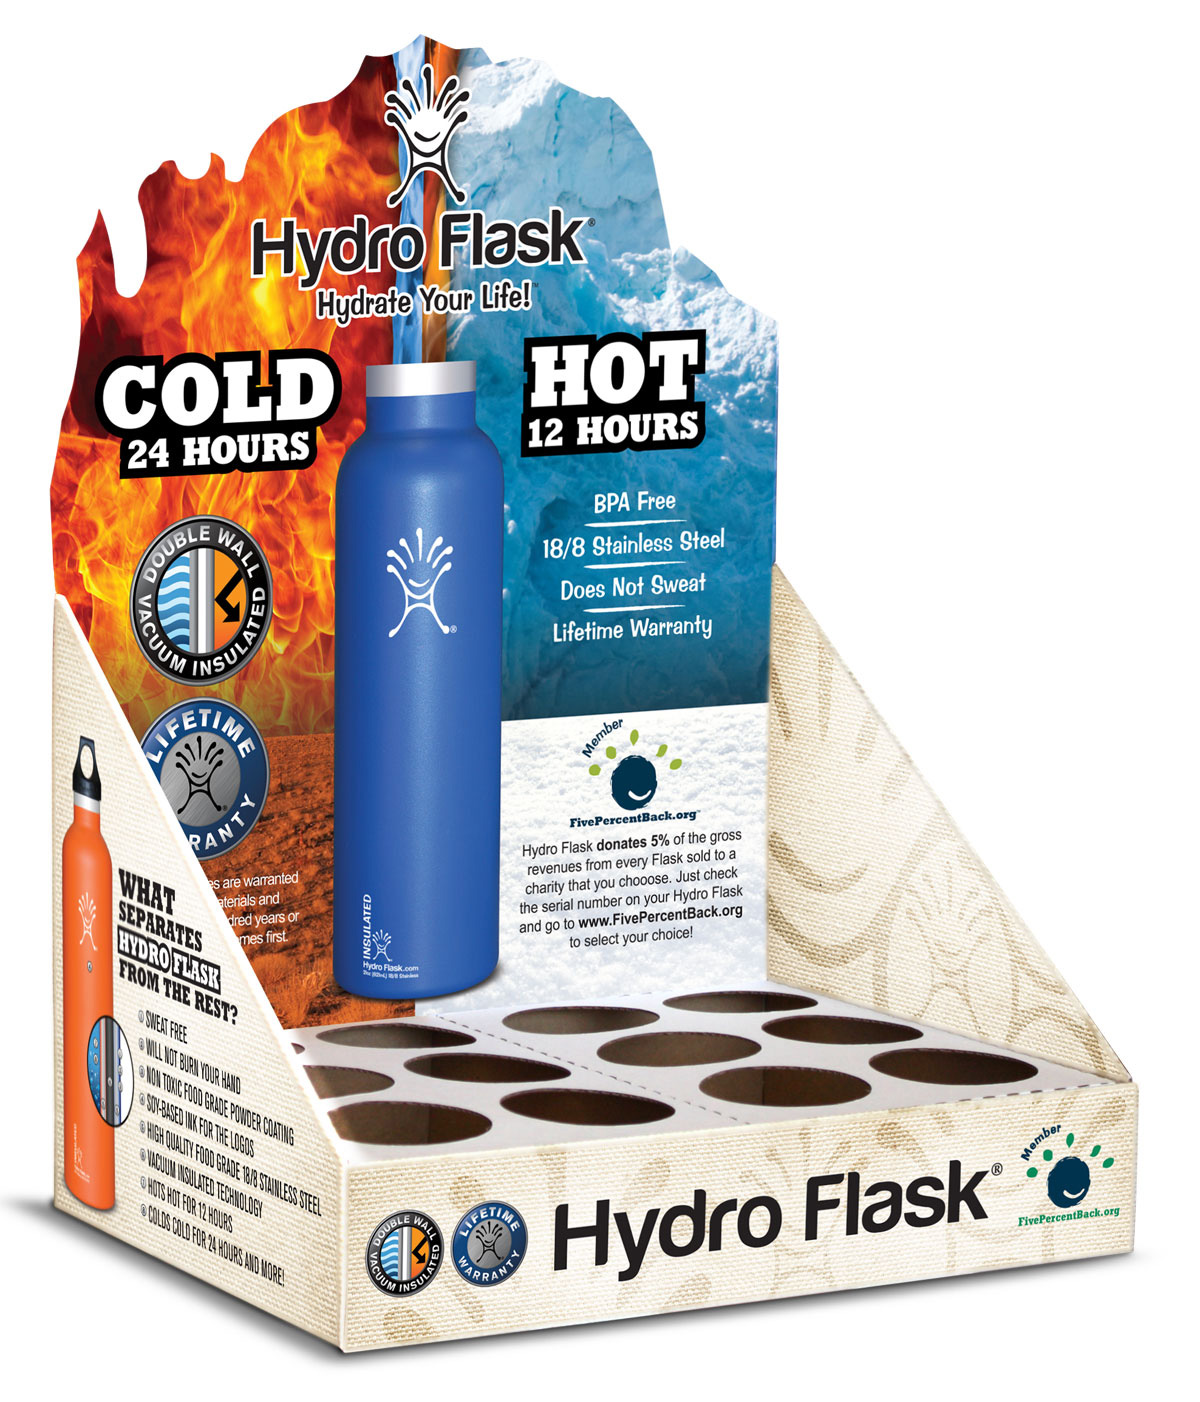 Hydro Flask®
Hydrate Your Life!™
COLD
24 HOURS
HOT
12 HOURS
BPA Free
18/8 Stainless Steel
Does Not Sweat
Lifetime Warranty
DOUBLE WALL
VACUUM INSULATED
LIFETIME
RANTY
es are warranted
aterials and
dred years or
mes first.
®
INSULATED
Hydro Flask.com
Member
FivePercentBack.org™
Hydro Flask donates 5% of the gross
revenues from every Flask sold to a
charity that you chooose. Just check
the serial number on your Hydro Flask
and go to www.FivePercentBack.org
to select your choice!
WHAT
SEPARATES
HYDRO FLASK
FROM THE REST?
SWEAT FREE
WILL NOT BURN YOUR HAND
NON TOXIC FOOD GRADE POWDER COATING
SOY-BASED INK FOR THE LOGOS
HIGH QUALITY FOOD GRADE 18/8 STAINLESS STEEL
VACUUM INSULATED TECHNOLOGY
HOTS HOT FOR 12 HOURS
COLDS COLD FOR 24 HOURS AND MORE!
DOUBLE WALL
VACUUM INSULATED
LIFETIME
WARRANTY
Hydro Flask®
Member
FivePercentBack.org